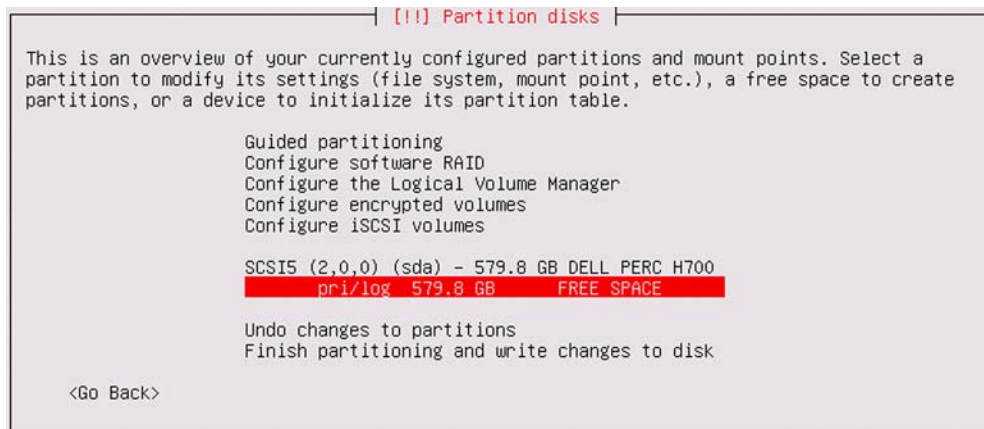 [!!] Partition disks
This is an overview of your currently configured partitions and mount points. Select a
partition to modify its settings (file system, mount point, etc.), a free space to create
partitions, or a device to initialize its partition table.
Guided partitioning
Configure software RAID
Configure the Logical Volume Manager
Configure encrypted volumes
Configure iSCSI volumes
SCSI5 (2,0,0) (sda) - 579.8 GB DELL PERC H700
pri/log 579.8 GB FREE SPACE
Undo changes to partitions
Finish partitioning and write changes to disk
<Go Back>